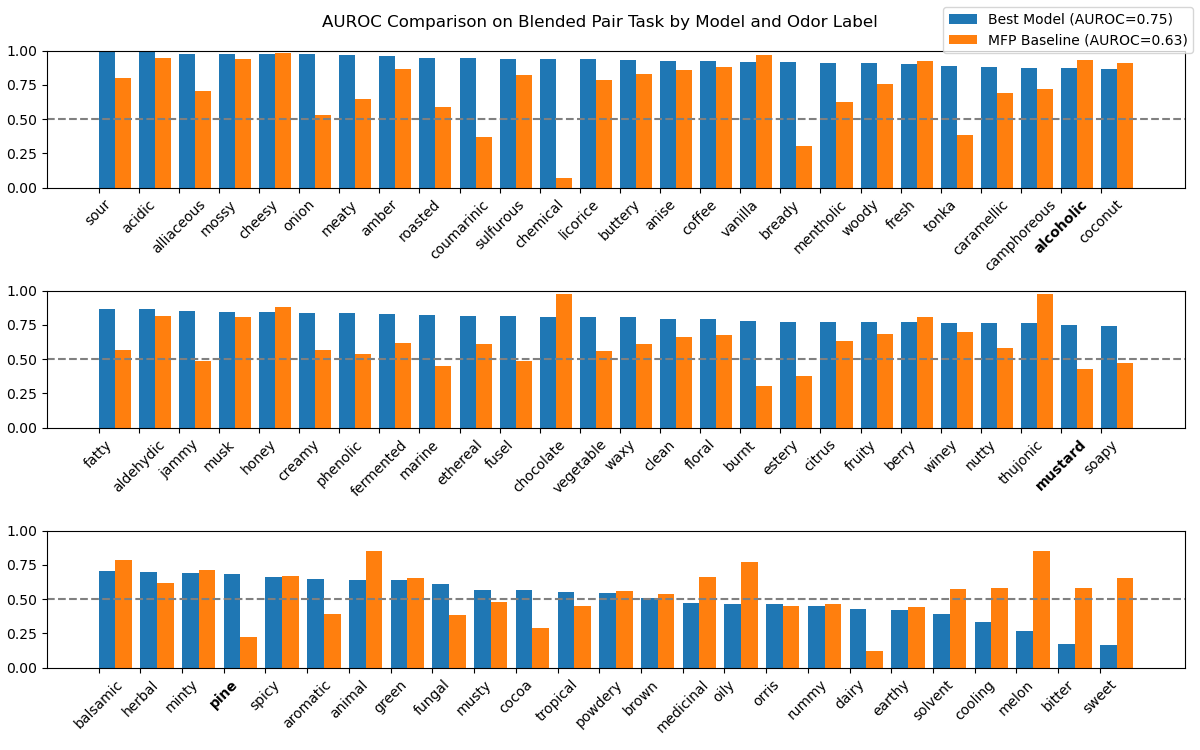 AUROC Comparison on Blended Pair Task by Model and Odor Label
Best Model (AUROC=0.75)
MFP Baseline (AUROC=0.63)
1.00
0.75
0.50
0.25
0.00
sour acidic alliaceous mossy cheesy onion meaty amber roasted coumarinic sulfurous chemical licorice buttery anise coffee vanilla bready mentholic woody fresh tonka caramellic camphoreous alcoholic coconut
1.00
0.75
0.50
0.25
0.00
fatty aldehydic jammy musk honey creamy phenolic fermented marine ethereal fusel chocolate vegetable waxy clean floral burnt estery citrus fruity berry winey nutty thujonic mustard soapy
1.00
0.75
0.50
0.25
0.00
balsamic herbal minty pine spicy aromatic animal green fungal musty cocoa tropical powdery brown medicinal oily orris rummy dairy earthy solvent cooling melon bitter sweet